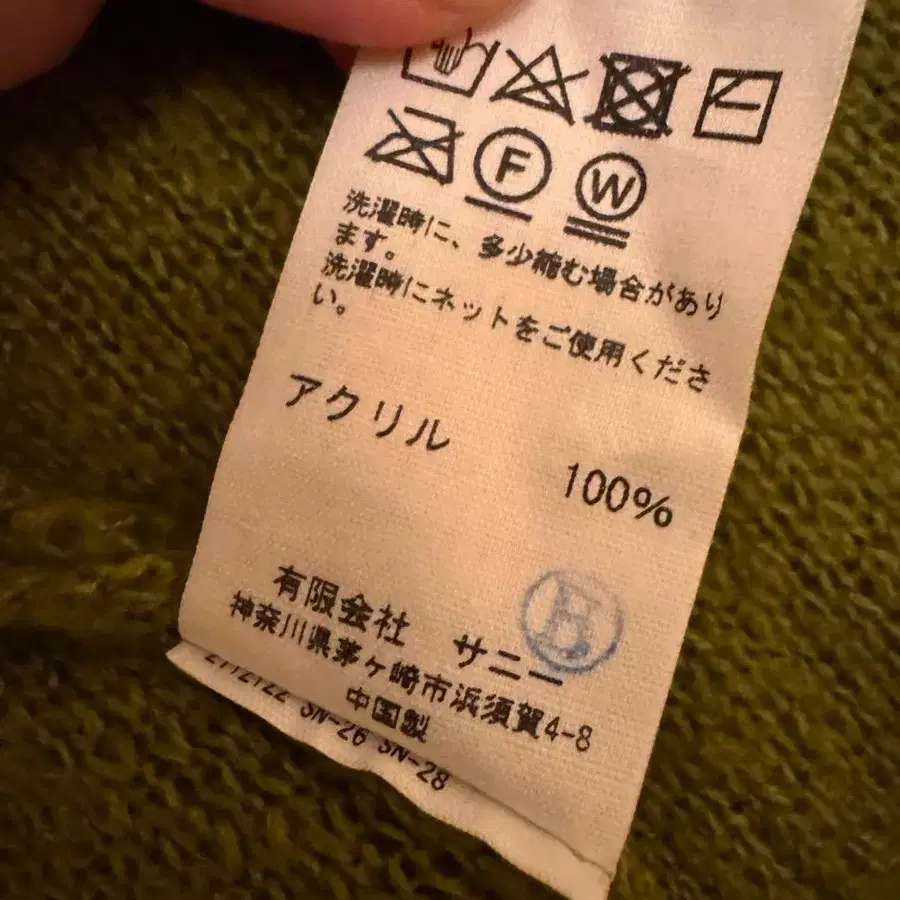 F W
洗濯時に、多少縮む場合があり
ます。
洗濯時にネットをご使用くださ
い。
アクリル 100%
有限会社 サニー
神奈川県茅ヶ崎市浜須賀4-8
中国製
SN-26 SN-28